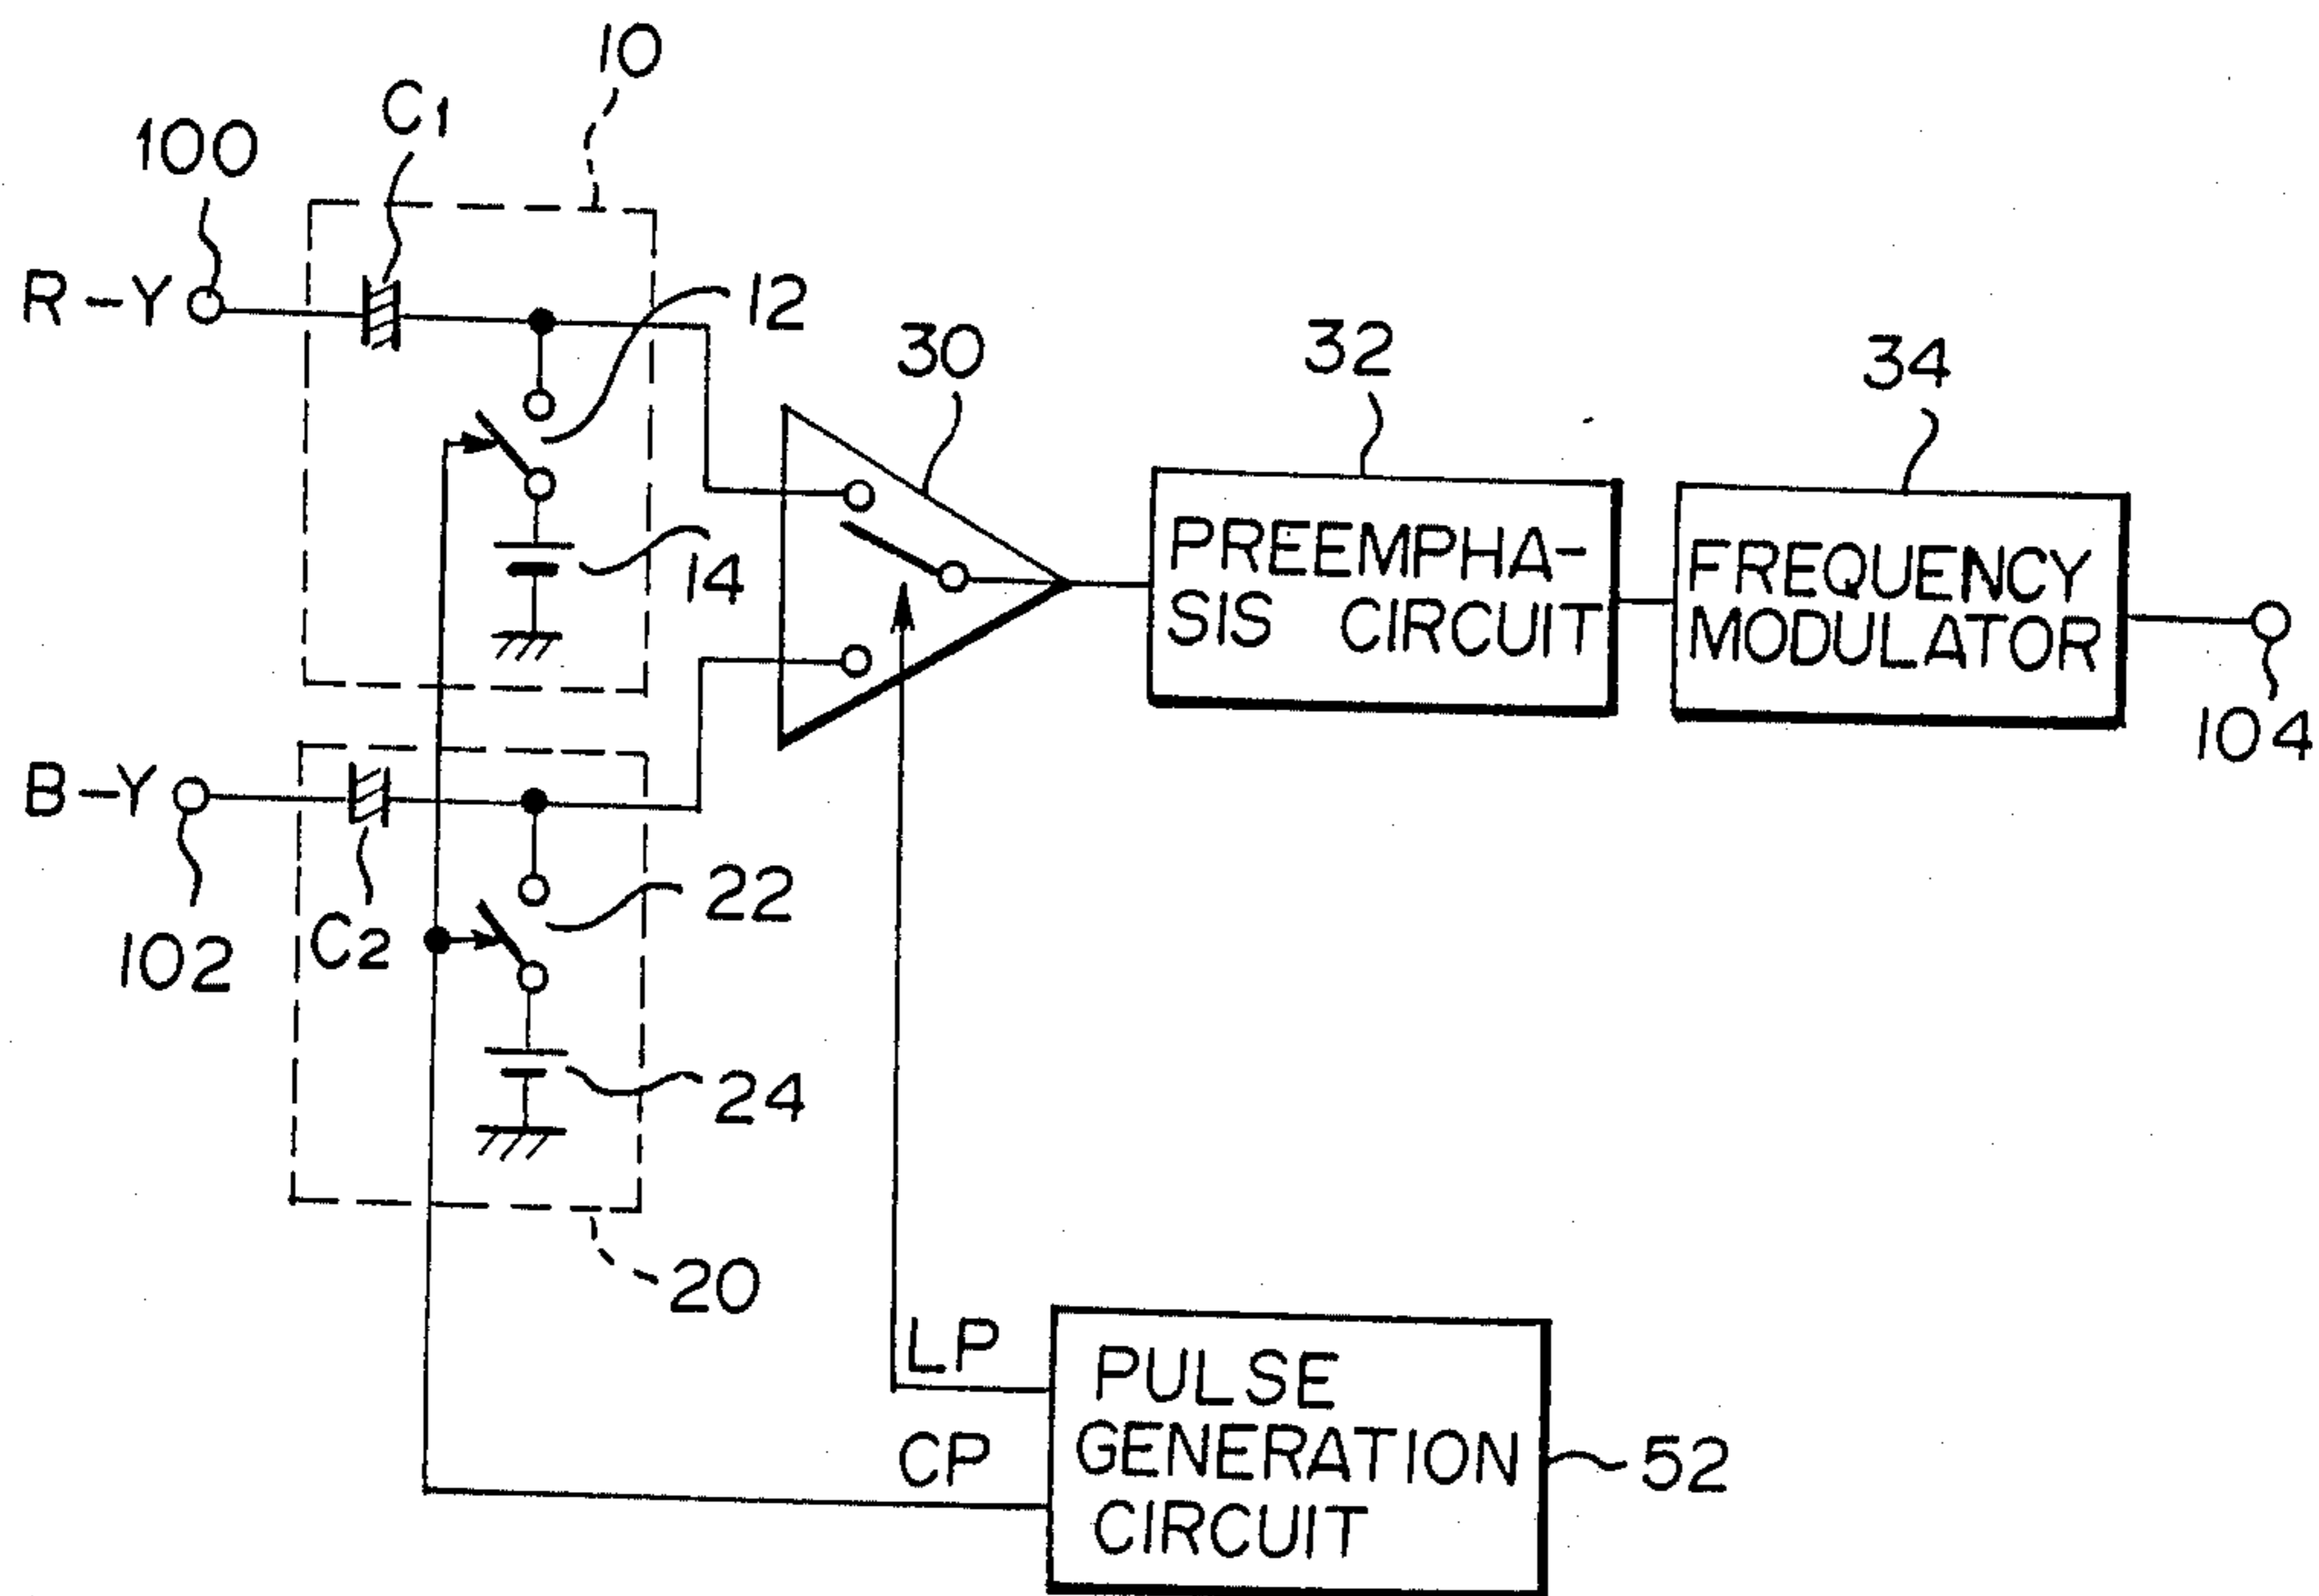 10
C1
100
R-Y
12
30
32
34
14
PREEMPHA-
SIS CIRCUIT
FREQUENCY
MODULATOR
104
B-Y
22
102
C2
24
20
LP
PULSE
GENERATION
CIRCUIT
CP
52